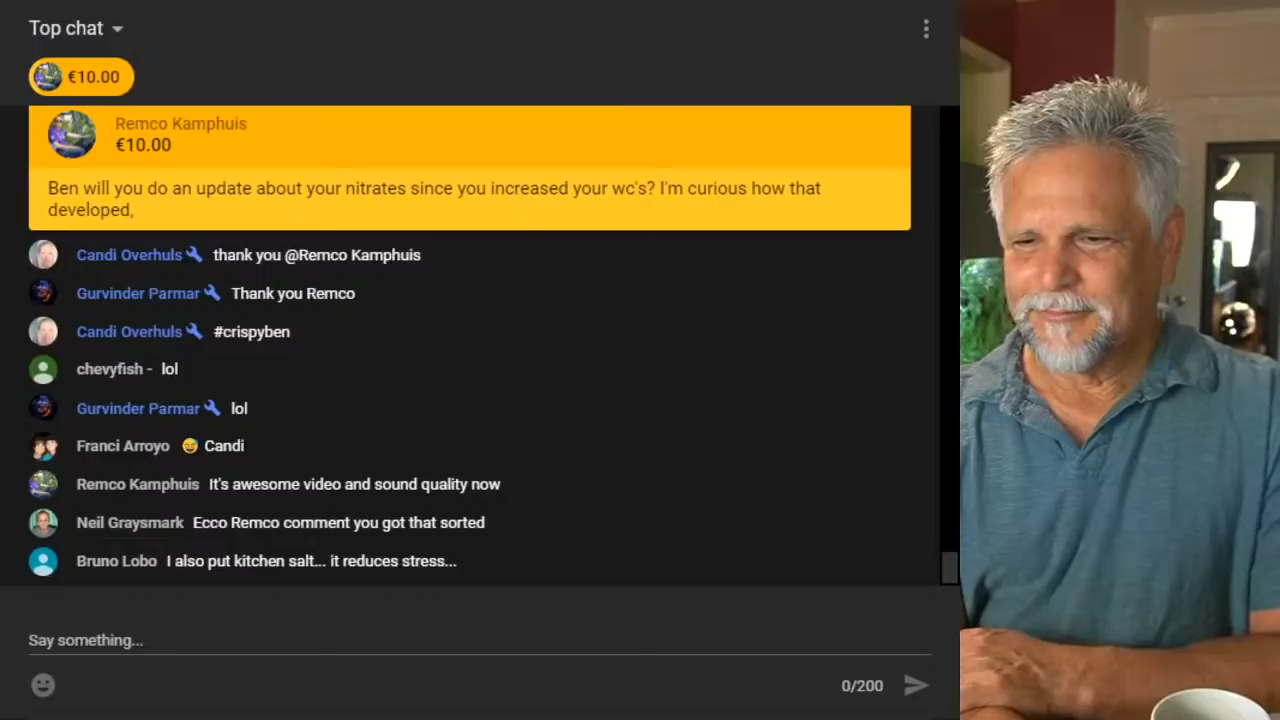 Top chat
€10.00
Remco Kamphuis
€10.00
Ben will you do an update about your nitrates since you increased your wc's? I'm curious how that
developed,
Candi Overhuls thank you @Remco Kamphuis
Gurvinder Parmar Thank you Remco
Candi Overhuls #crispyben
chevyfish - lol
Gurvinder Parmar lol
Franci Arroyo 😅 Candi
Remco Kamphuis It's awesome video and sound quality now
Neil Graysmark Ecco Remco comment you got that sorted
Bruno Lobo I also put kitchen salt... it reduces stress...
Say something...
0/200